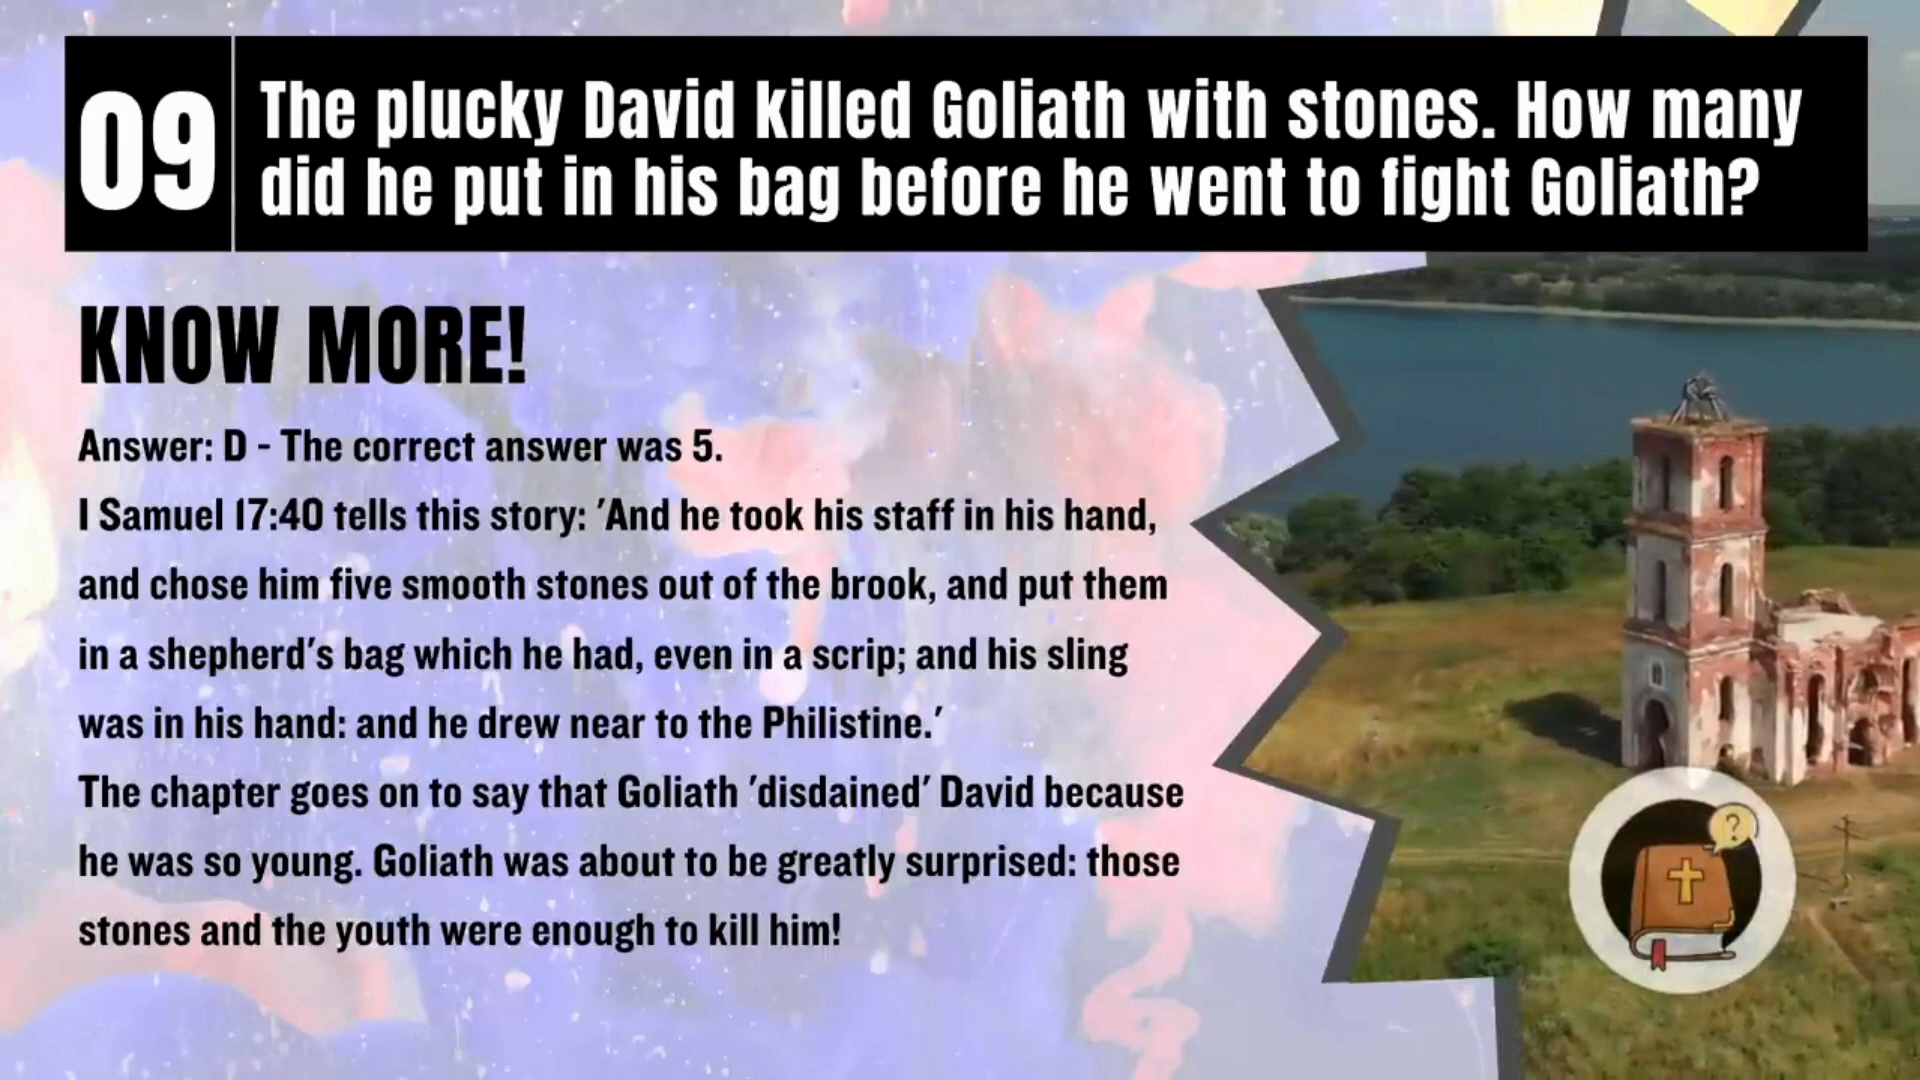 09
The plucky David killed Goliath with stones. How many
did he put in his bag before he went to fight Goliath?
KNOW MORE!
Answer: D - The correct answer was 5.
I Samuel 17:40 tells this story: 'And he took his staff in his hand,
and chose him five smooth stones out of the brook, and put them
in a shepherd's bag which he had, even in a scrip; and his sling
was in his hand: and he drew near to the Philistine.'
The chapter goes on to say that Goliath 'disdained' David because
he was so young. Goliath was about to be greatly surprised: those
stones and the youth were enough to kill him!
?